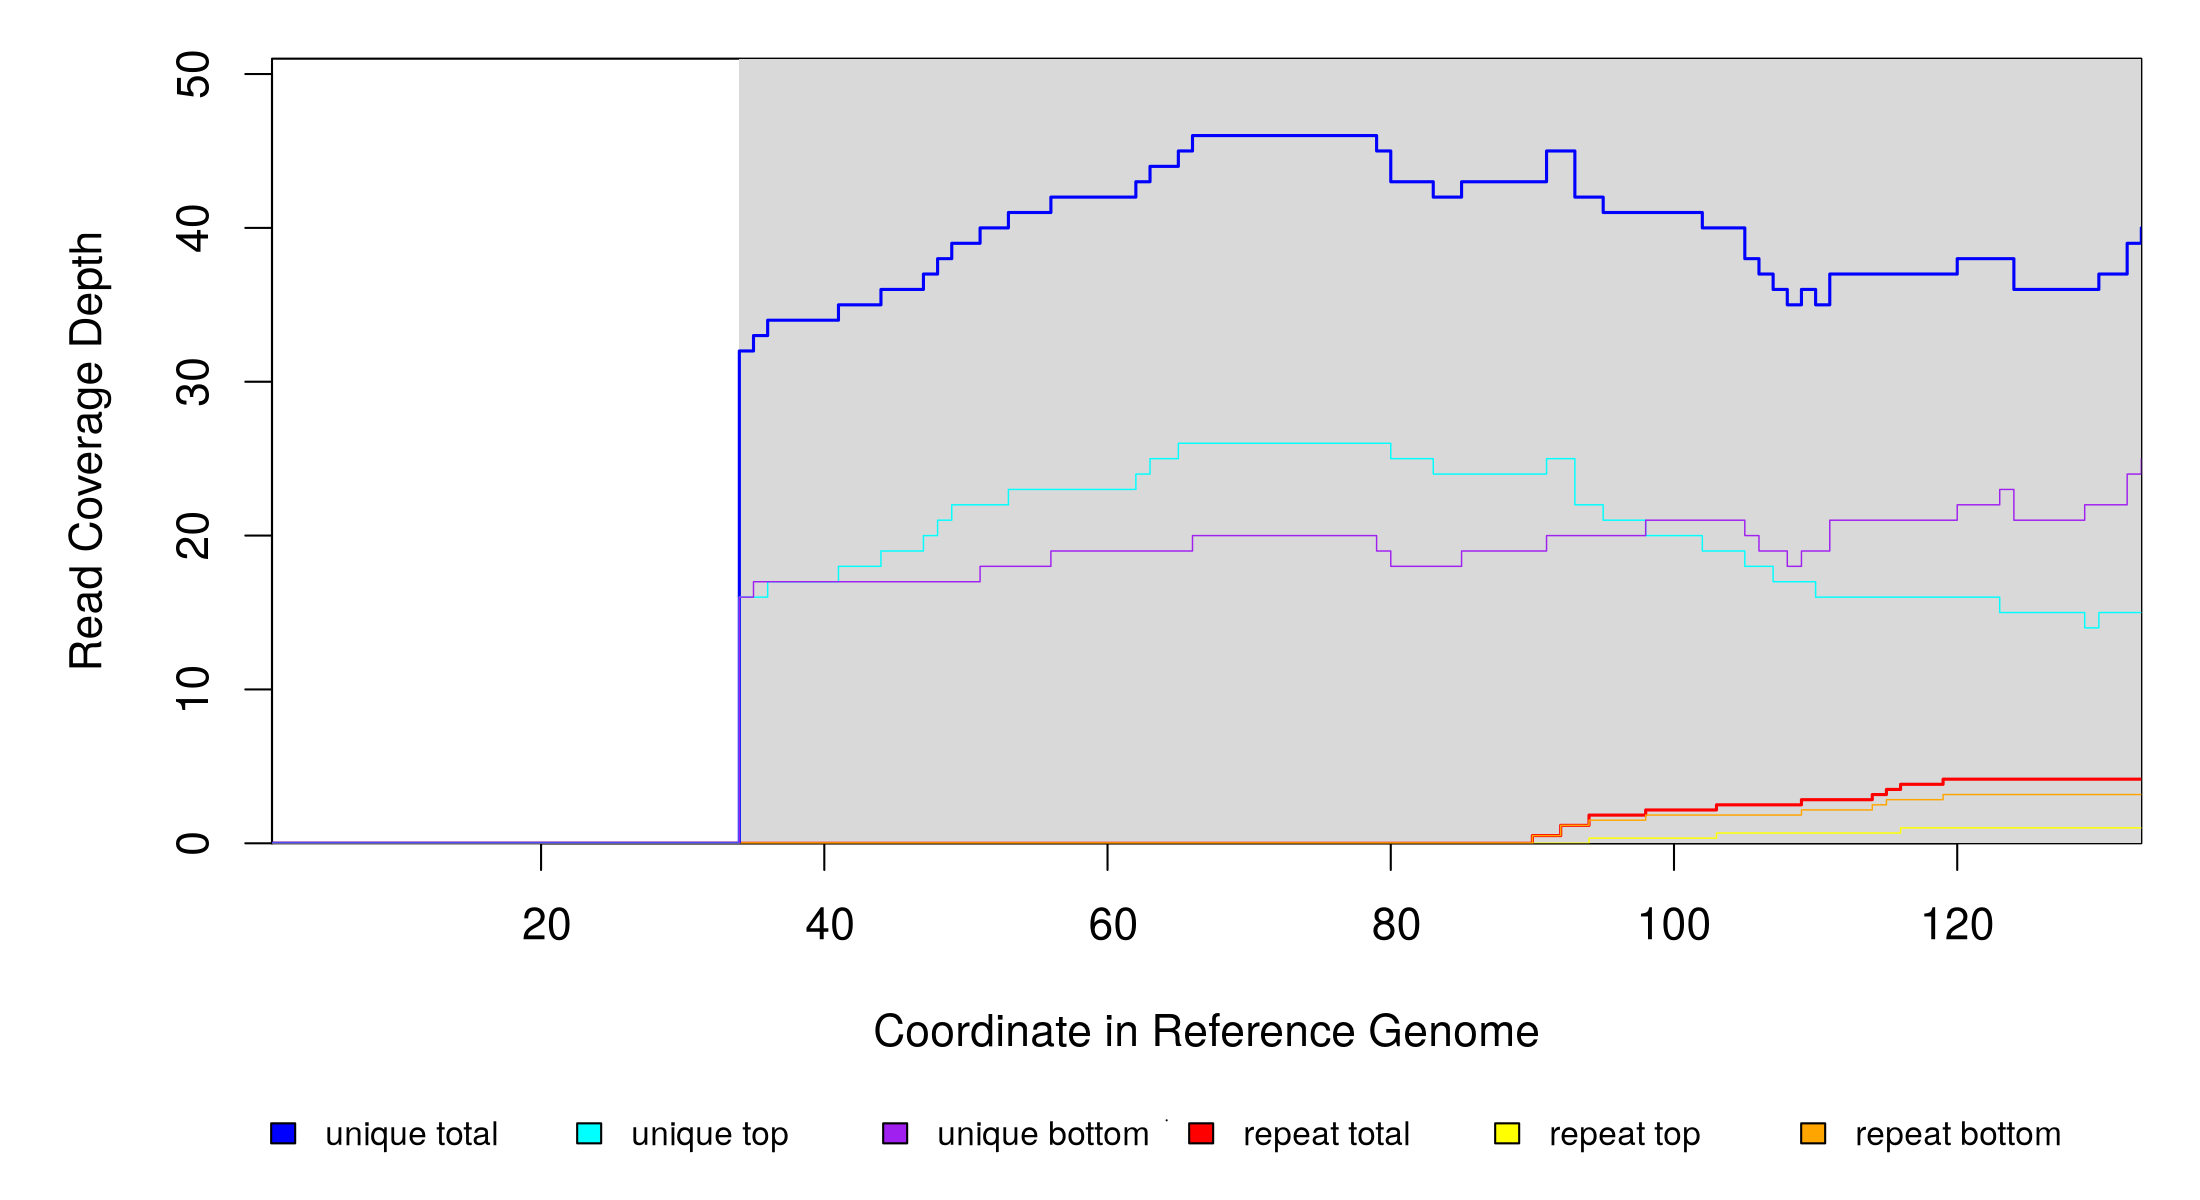 50
40
30
20
10
0
Read Coverage Depth
20 40 60 80 100 120
Coordinate in Reference Genome
unique total unique top unique bottom repeat total repeat top repeat bottom